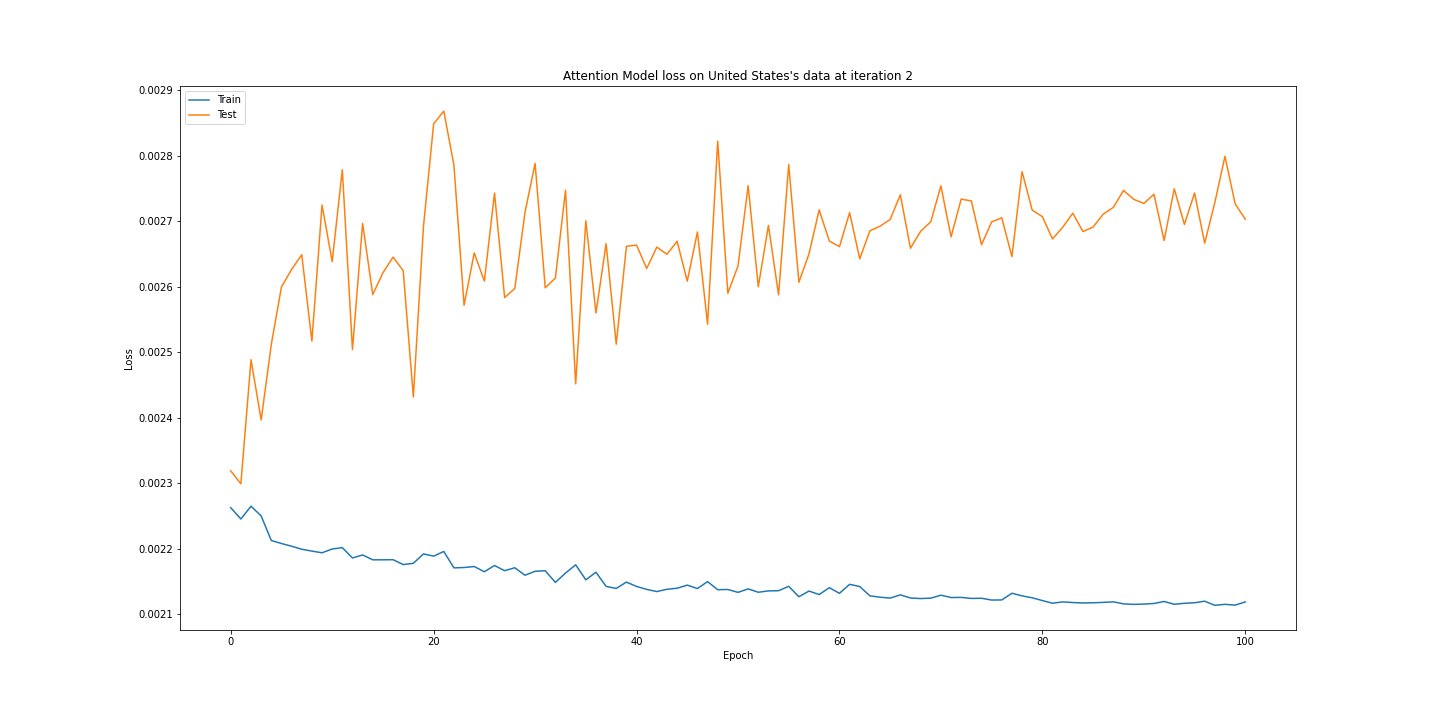 Attention Model loss on United States's data at iteration 2
Train
Test
0.0029
0.0028
0.0027
0.0026
0.0025
0.0024
0.0023
0.0022
0.0021
Loss
0 20 40 60 80 100
Epoch